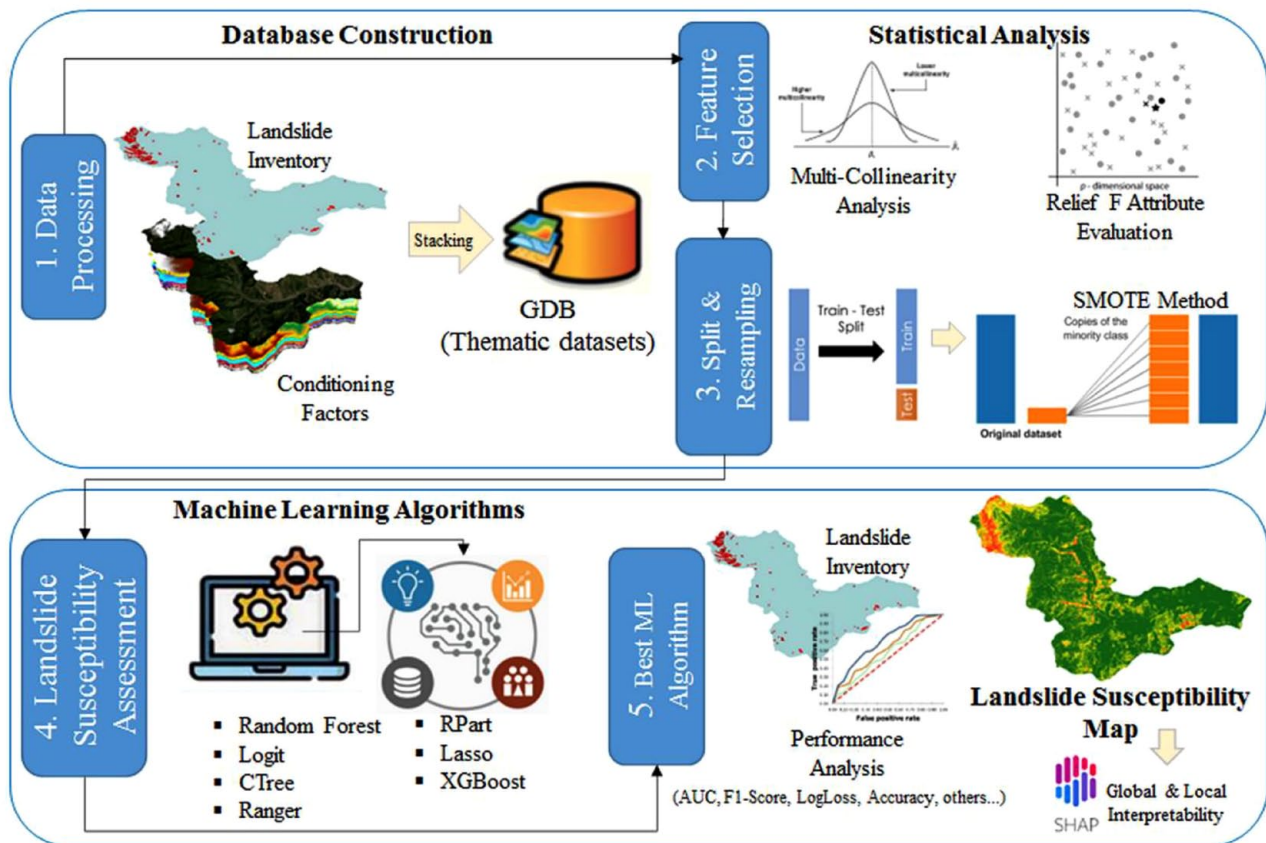 Database Construction
Statistical Analysis
1. Data
Processing
Landslide
Inventory
Conditioning
Factors
Stacking
GDB
(Thematic datasets)
2. Feature
Selection
Higher
multicollinearity
Lower
multicollinearity
Multi-Collinearity
Analysis
p - dimensional space
Relief F Attribute
Evaluation
3. Split &
Resampling
Data
Train - Test
Split
Train
Test
SMOTE Method
Copies of the
minority class
Original dataset
Machine Learning Algorithms
4. Landslide
Susceptibility
Assessment
▪ Random Forest
▪ Logit
▪ CTree
▪ Ranger
▪ RPart
▪ Lasso
▪ XGBoost
5. Best ML
Algorithm
Landslide
Inventory
True positive rate
False positive rate
Performance
Analysis
(AUC, F1-Score, LogLoss, Accuracy, others...)
Landslide Susceptibility
Map
SHAP
Global & Local
Interpretability